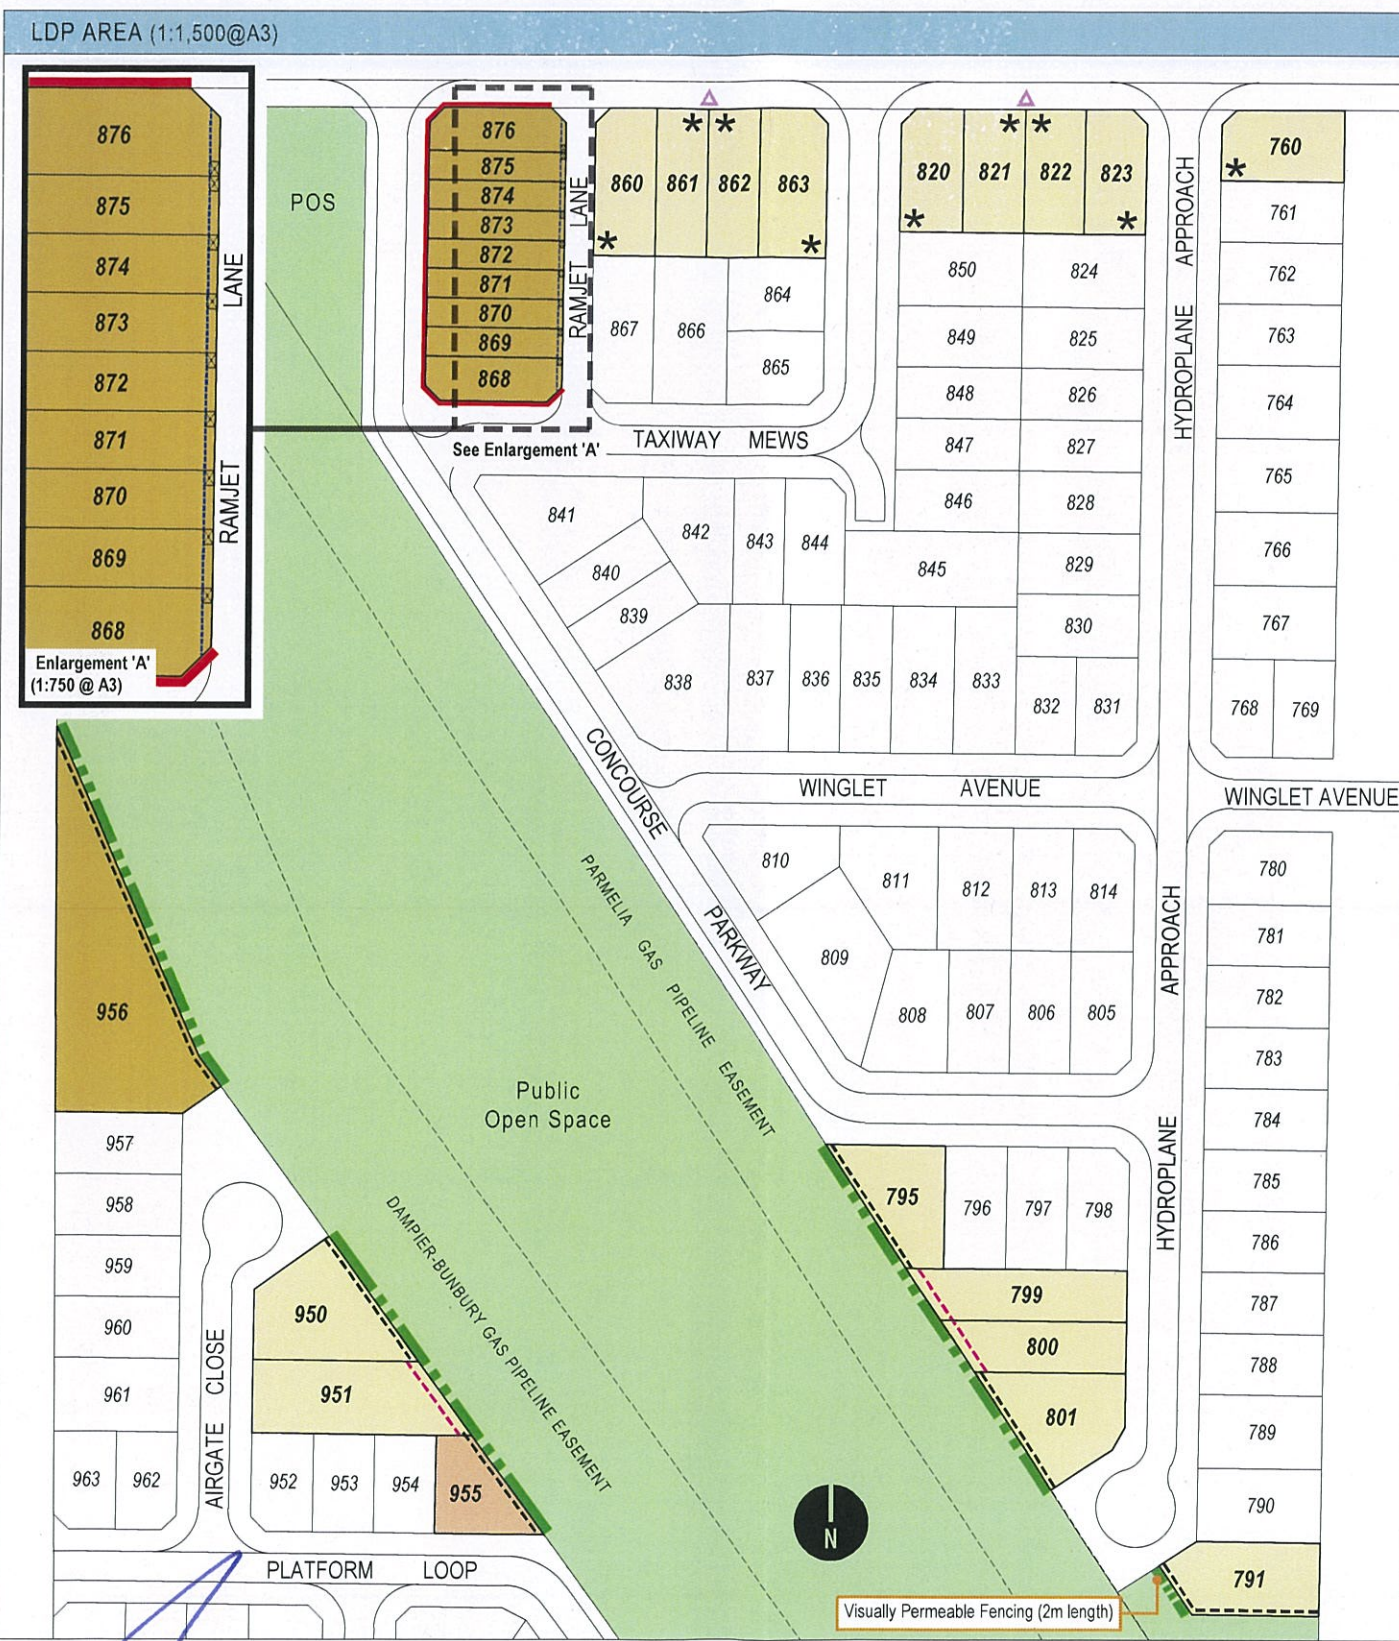 LDP AREA (1:1,500@A3)
876
875
874
873
872
871
870
869
868
RAMJET LANE
Enlargement 'A'
(1:750 @ A3)
POS
876
875
874
873
872
871
870
869
868
RAMJET LANE
See Enlargement 'A'
860 861 862 863
* * * *
867 866 864
865
TAXIWAY MEWS
820 821 822 823
* * * *
850 824
849 825
848 826
847 827
846 828
845 829
830
832 831
HYDROPLANE APPROACH
760
*
761
762
763
764
765
766
767
768 769
841 842 843 844
840
839
838 837 836 835 834 833
CONCOURSE PARKWAY
WINGLET AVENUE
WINGLET AVENUE
810 811 812 813 814
809
808 807 806 805
HYDROPLANE APPROACH
780
781
782
783
784
785
786
787
788
789
790
791
PARMELIA GAS PIPELINE EASEMENT
Public
Open Space
DAMPIER-BUNBURY GAS PIPELINE EASEMENT
956
957
958
959
960
961
963 962
AIRGATE CLOSE
950
951
952 953 954 955
795 796 797 798
799
800
801
N
PLATFORM LOOP
Visually Permeable Fencing (2m length)